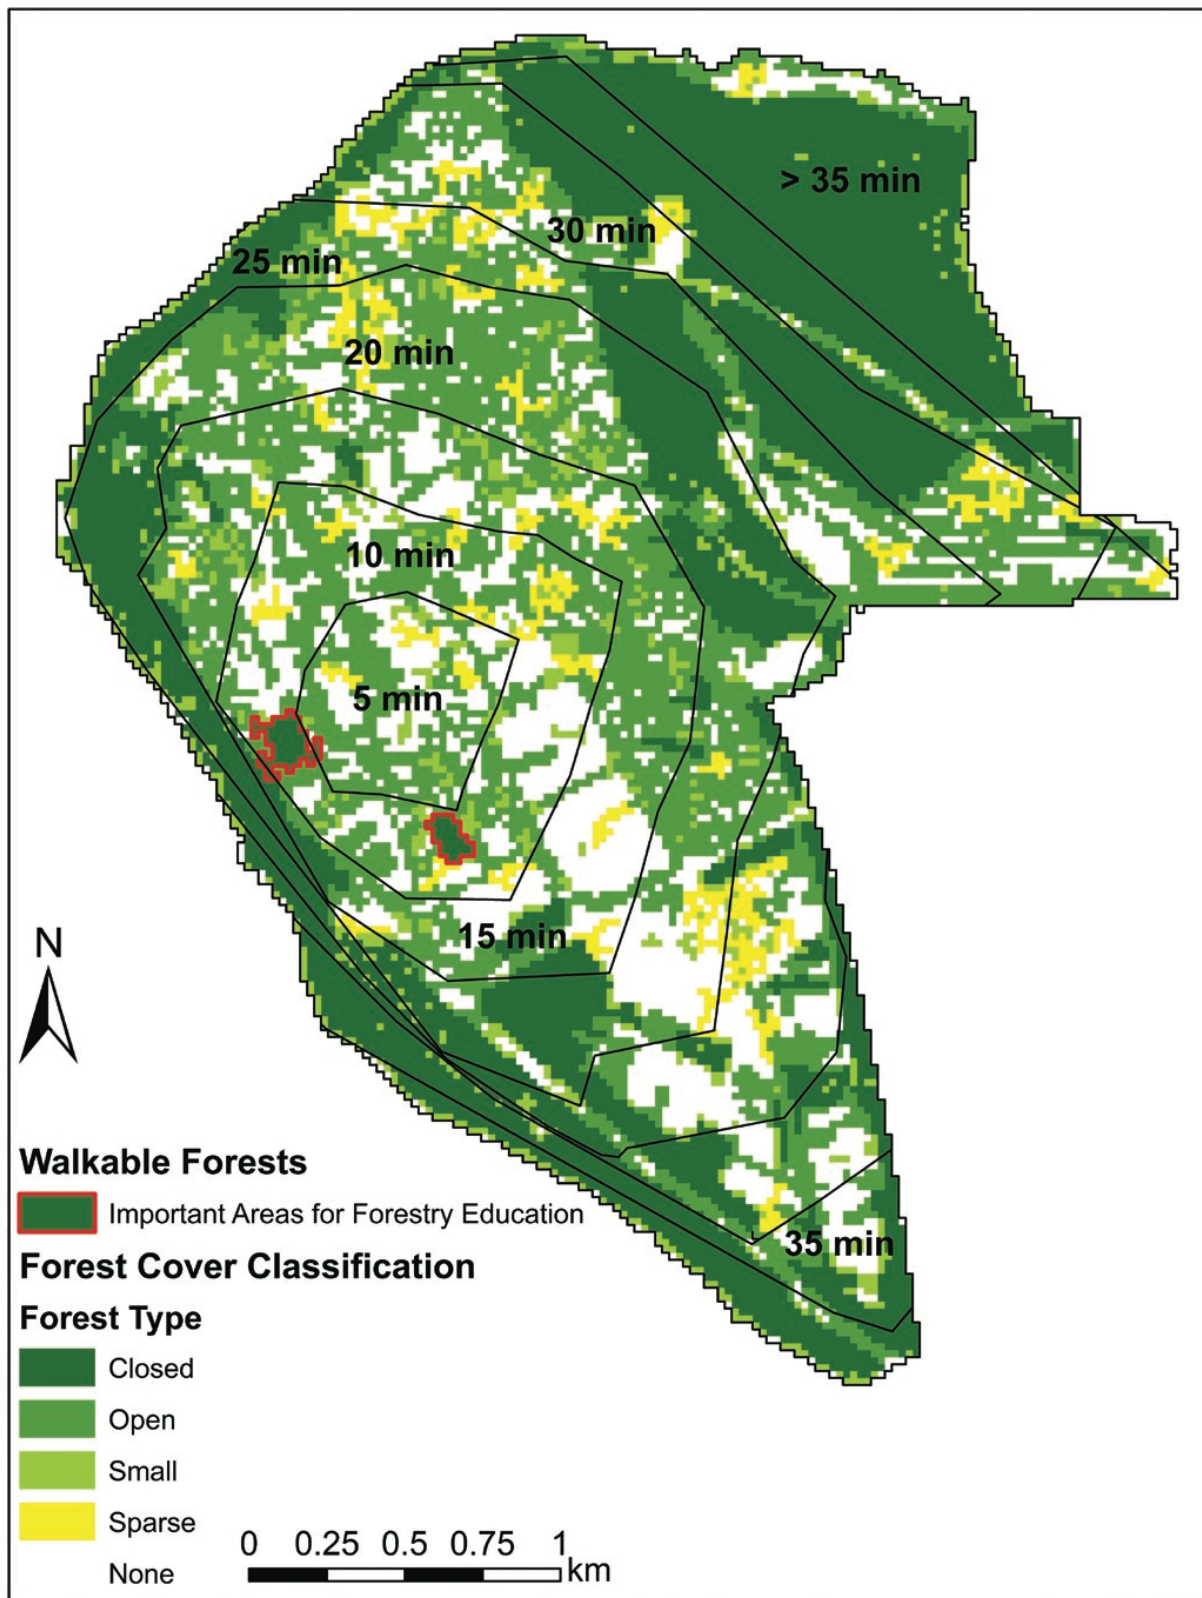 > 35 min
30 min
25 min
20 min
10 min
5 min
15 min
35 min
N
Walkable Forests
Important Areas for Forestry Education
Forest Cover Classification
Forest Type
Closed
Open
Small
Sparse
None
0 0.25 0.5 0.75 1
km